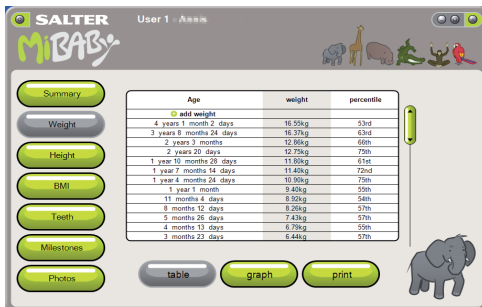 SALTER
MiBABy
User 1 -
Summary
Weight
Height
BMI
Teeth
Milestones
Photos
Age weight percentile
add weight
4 years 1 month 2 days 16.55kg 53rd
3 years 8 months 24 days 16.37kg 63rd
2 years 3 months 12.86kg 66th
2 years 20 days 12.75kg 75th
1 year 10 months 28 days 11.80kg 61st
1 year 7 months 14 days 11.40kg 72nd
1 year 4 months 24 days 10.90kg 75th
1 year 1 month 9.40kg 55th
11 months 4 days 8.92kg 54th
8 months 12 days 8.26kg 57th
5 months 26 days 7.43kg 57th
4 months 13 days 6.79kg 55th
3 months 23 days 6.44kg 57th
table graph print